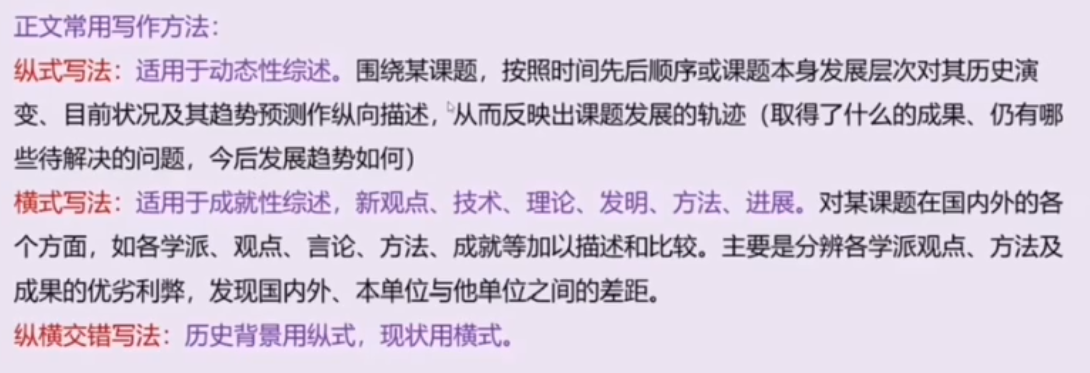 正文常用写作方法：
纵式写法：适用于动态性综述。围绕某课题，按照时间先后顺序或课题本身发展层次对其历史演
变、目前状况及其趋势预测作纵向描述，从而反映出课题发展的轨迹（取得了什么的成果、仍有哪
些待解决的问题，今后发展趋势如何）
横式写法：适用于成就性综述，新观点、技术、理论、发明、方法、进展。对某课题在国内外的各
个方面，如各学派、观点、言论、方法、成就等加以描述和比较。主要是分辨各学派观点、方法及
成果的优劣利弊，发现国内外、本单位与他单位之间的差距。
纵横交错写法：历史背景用纵式，现状用横式。